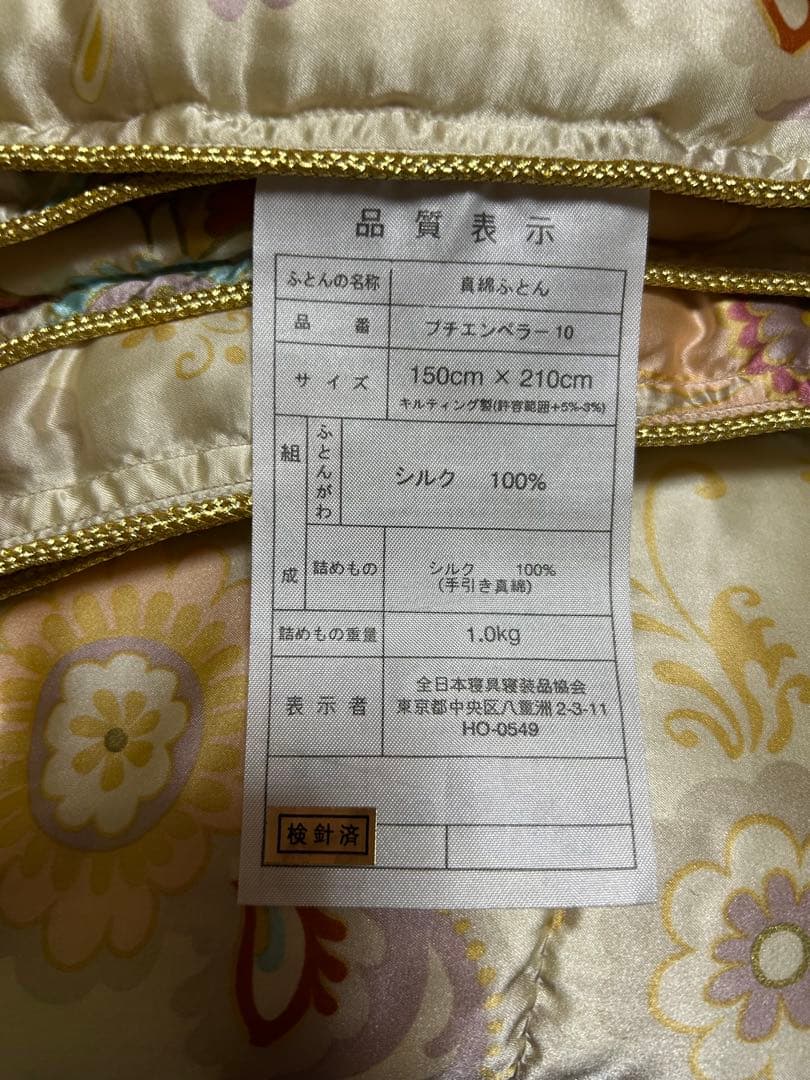 品質表示
ふとんの名称 真綿ふとん
品番 プチエンペラー10
サイズ 150cm × 210cm
キルティング製(許容範囲+5%-3%)
組成 ふとんがわ シルク 100%
詰めもの シルク 100%
(手引き真綿)
詰めもの重量 1.0kg
表示者 全日本寝具寝装品協会
東京都中央区八重洲2-3-11
HO-0549
検針済